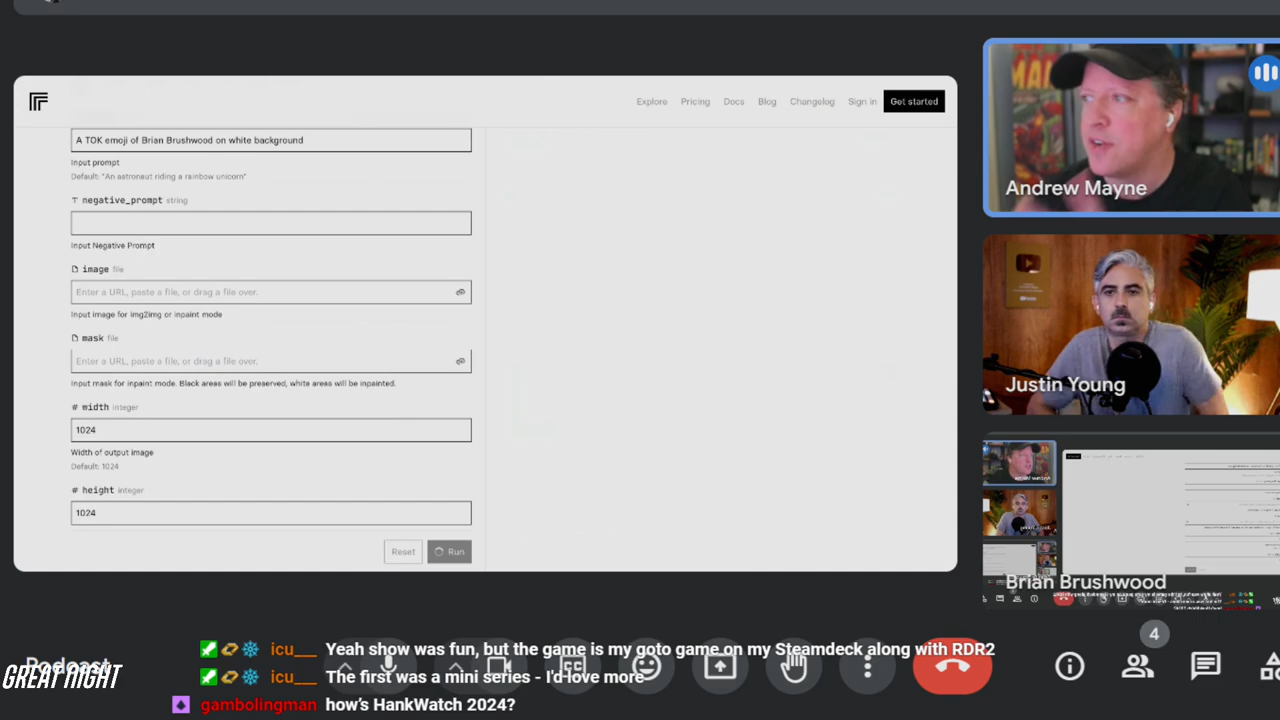 Explore Pricing Docs Blog Changelog Sign in Get started
A TOK emoji of Brian Brushwood on white background
Input prompt
Default: "An astronaut riding a rainbow unicorn"
negative_prompt string
Input Negative Prompt
image file
Enter a URL, paste a file, or drag a file over.
Input image for img2img or inpaint mode
mask file
Enter a URL, paste a file, or drag a file over.
Input mask for inpaint mode. Black areas will be preserved, white areas will be inpainted.
# width integer
1024
Width of output image
Default: 1024
# height integer
1024
Reset Run
Andrew Mayne
Justin Young
Brian Brushwood
4
Podcast
GREAT NIGHT
icu___ Yeah show was fun, but the game is my goto game on my Steamdeck along with RDR2
icu___ The first was a mini series - I'd love more
gambolingman how's HankWatch 2024?